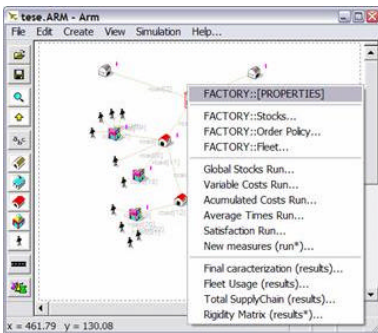 tese.ARM - Arm
File Edit Create View Simulation Help...
FACTORY::[PROPERTIES]
FACTORY::Stocks...
FACTORY::Order Policy...
FACTORY::Fleet...
Global Stocks Run...
Variable Costs Run...
Acumulated Costs Run...
Average Times Run...
Satisfaction Run...
New measures (run*)...
Final caracterization (results)...
Fleet Usage (results)...
Total SupplyChain (results)...
Rigidity Matrix (results*)...
x = 461.79 y = 130.08